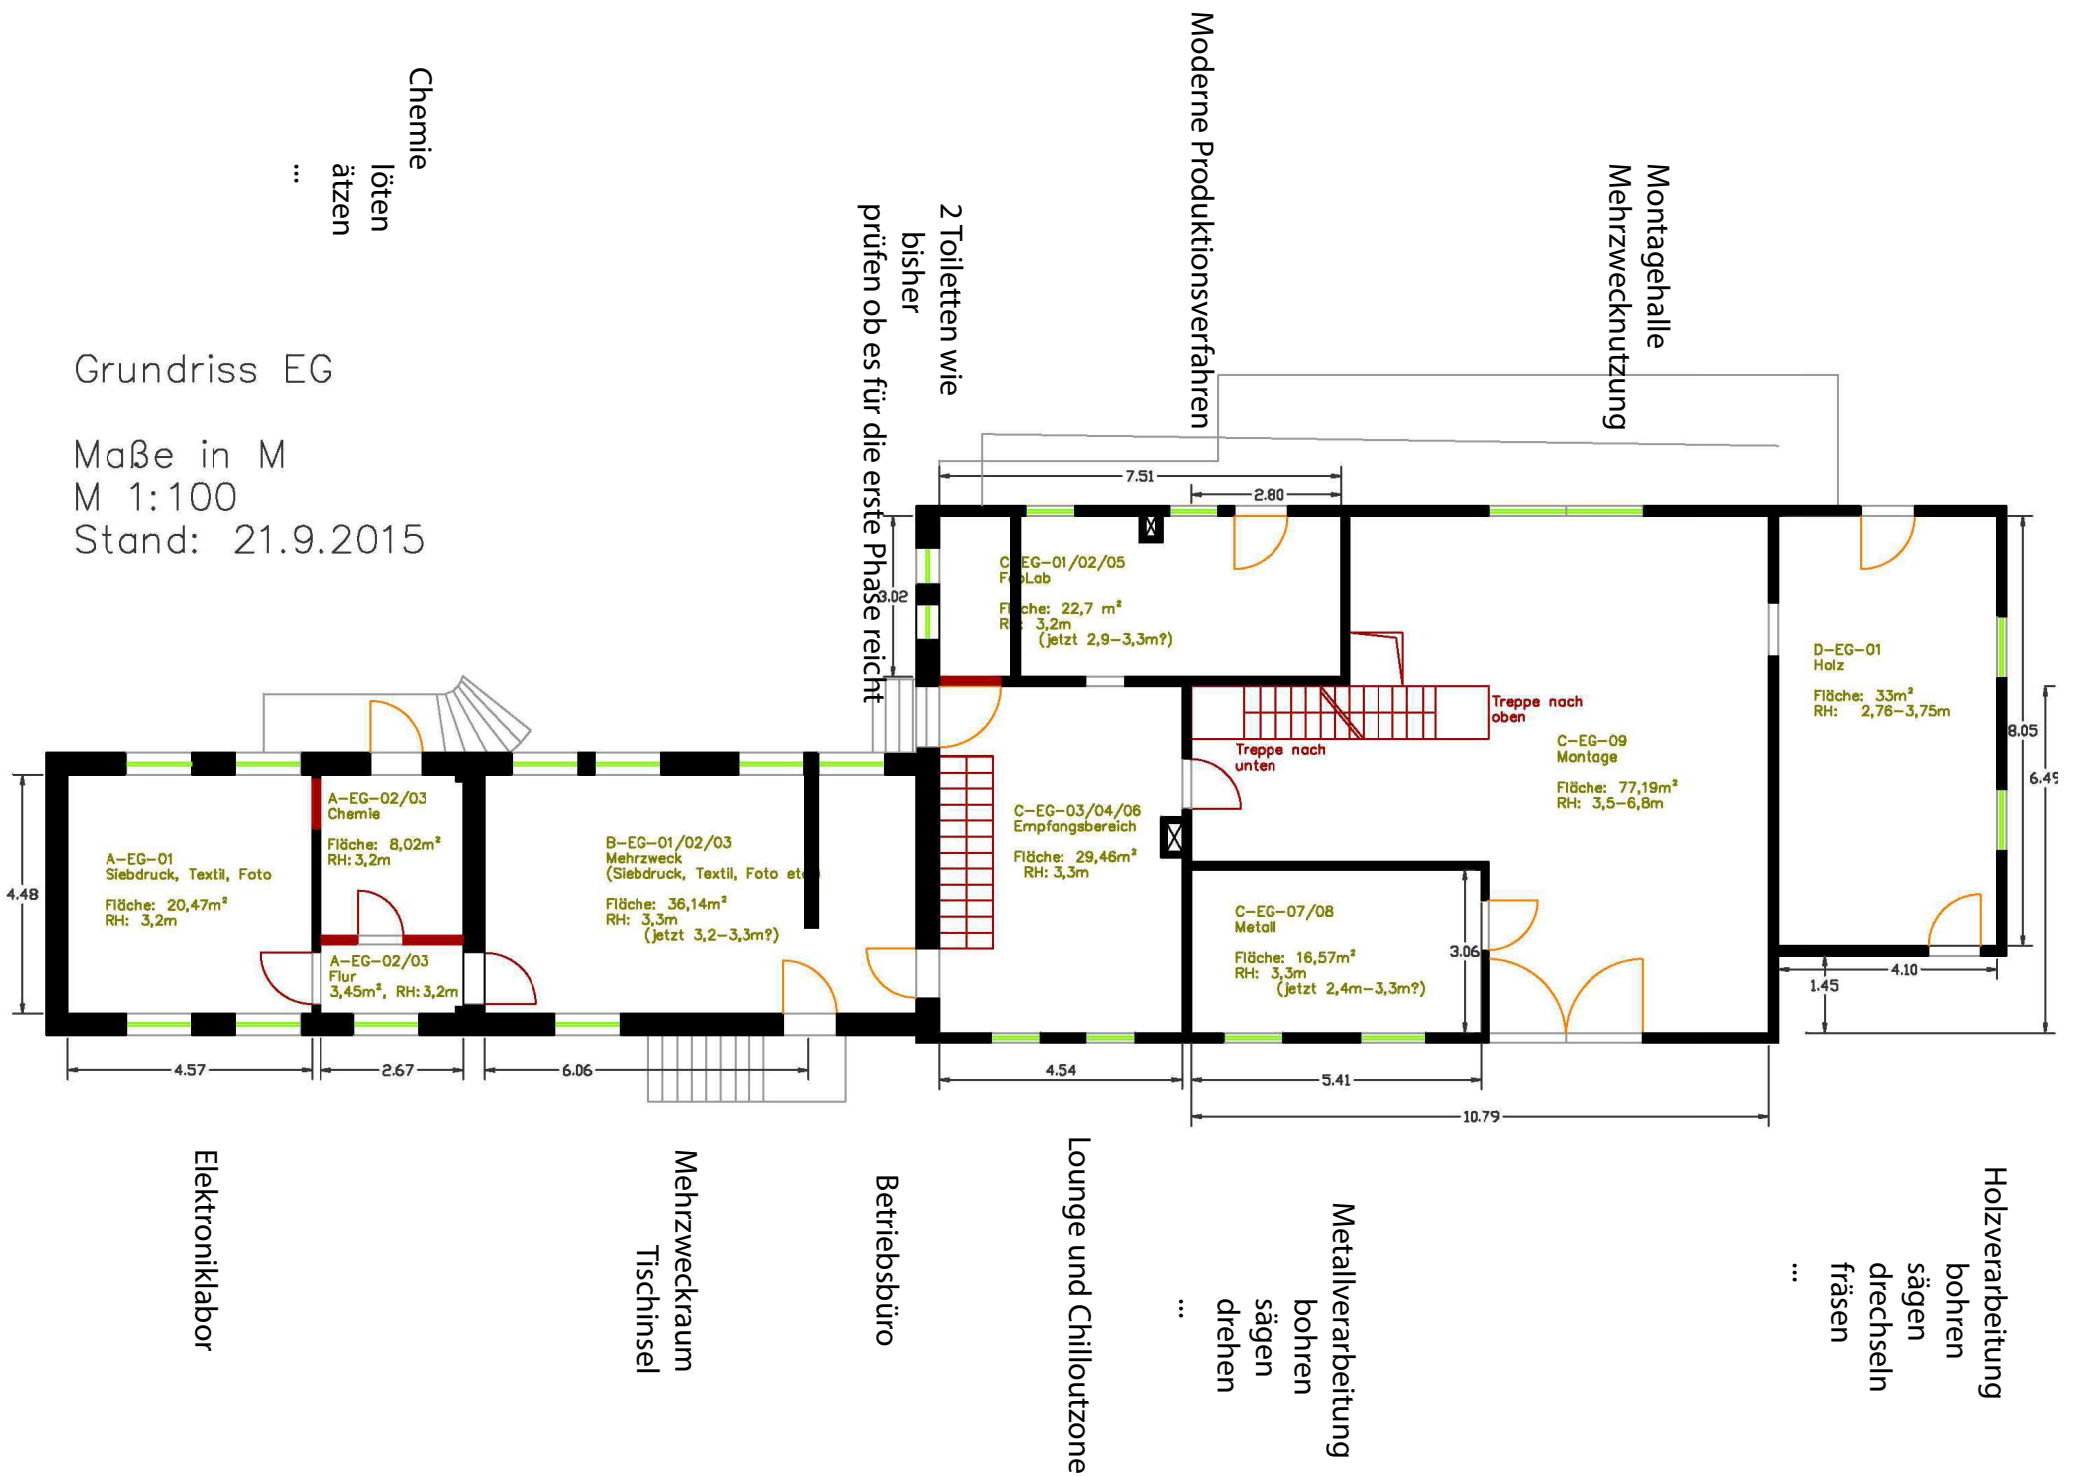 Chemie
löten
ätzen
...
Grundriss EG
Maße in M
M 1:100
Stand: 21.9.2015
2 Toiletten wie
bisher
prüfen ob es für die erste Phase reicht
Moderne Produktionsverfahren
Montagehalle
Mehrzwecknutzung
7.51
2.80
3.02
C-EG-01/02/05
FabLab
Fläche: 22,7 m²
RH: 3,2m
(jetzt 2,9-3,3m?)
D-EG-01
Holz
Fläche: 33m²
RH: 2,76-3,75m
8.05
6.49
Treppe nach
oben
Treppe nach
unten
C-EG-09
Montage
Fläche: 77,19m²
RH: 3,5-6,8m
A-EG-01
Siebdruck, Textil, Foto
Fläche: 20,47m²
RH: 3,2m
4.48
A-EG-02/03
Chemie
Fläche: 8,02m²
RH: 3,2m
A-EG-02/03
Flur
3,45m², RH: 3,2m
B-EG-01/02/03
Mehrzweck
(Siebdruck, Textil, Foto etc
Fläche: 36,14m²
RH: 3,3m
(jetzt 3,2-3,3m?)
C-EG-03/04/06
Empfangsbereich
Fläche: 29,46m²
RH: 3,3m
C-EG-07/08
Metall
Fläche: 16,57m²
RH: 3,3m
(jetzt 2,4m-3,3m?)
3.06
4.10
1.45
4.57
2.67
6.06
4.54
5.41
10.79
Elektroniklabor
Mehrzweckraum
Tischinsel
Betriebsbüro
Lounge und Chilloutzone
Metallverarbeitung
bohren
sägen
drehen
...
Holzverarbeitung
bohren
sägen
drechseln
fräsen
...